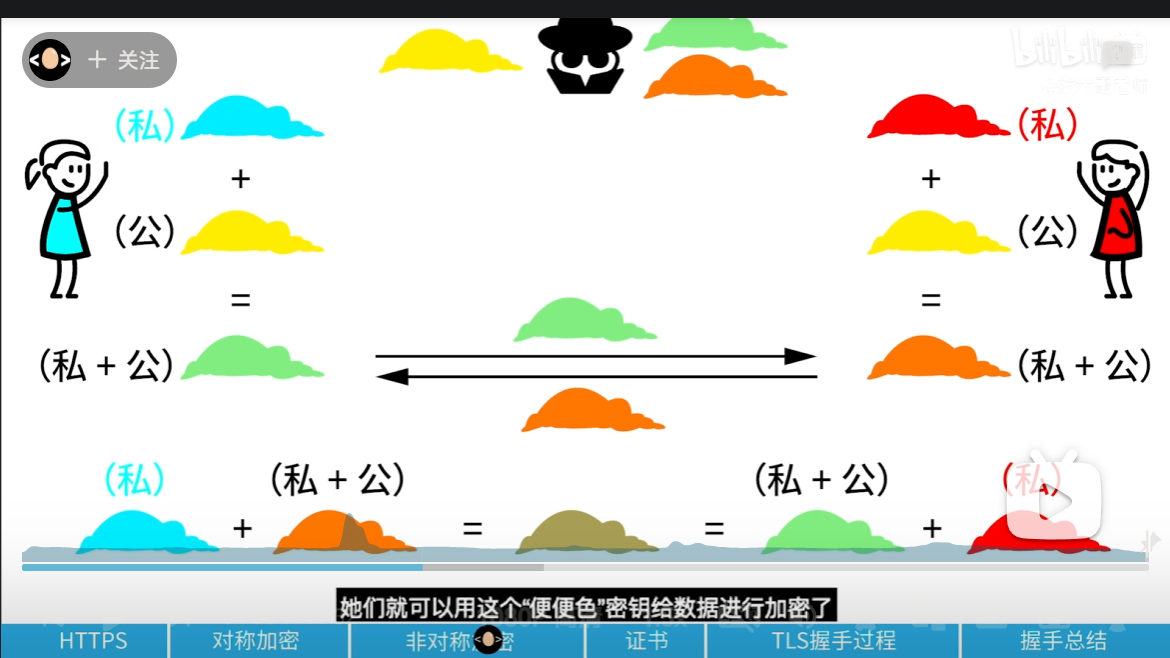 + 关注
bilibili
(私)
(私)
+
+
(公)
(公)
=
=
(私 + 公)
(私 + 公)
(私)
(私 + 公)
(私 + 公)
(私)
+
=
=
+
她们就可以用这个“便便色”密钥给数据进行加密了
HTTPS
对称加密
非对称加密
证书
TLS握手过程
握手总结